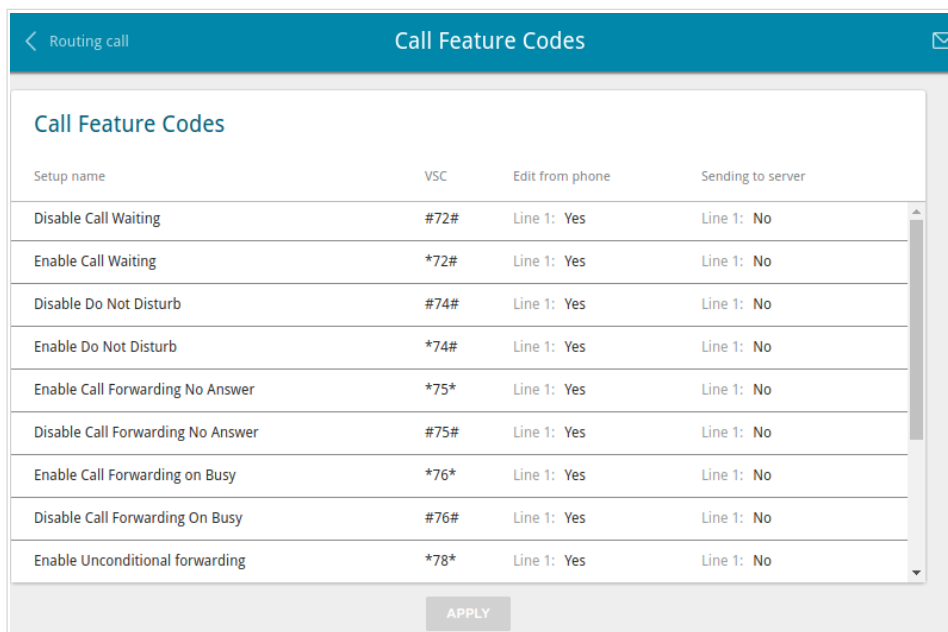 Routing call Call Feature Codes
Call Feature Codes
Setup name VSC Edit from phone Sending to server
Disable Call Waiting #72# Line 1: Yes Line 1: No
Enable Call Waiting *72# Line 1: Yes Line 1: No
Disable Do Not Disturb #74# Line 1: Yes Line 1: No
Enable Do Not Disturb *74# Line 1: Yes Line 1: No
Enable Call Forwarding No Answer *75* Line 1: Yes Line 1: No
Disable Call Forwarding No Answer #75# Line 1: Yes Line 1: No
Enable Call Forwarding on Busy *76* Line 1: Yes Line 1: No
Disable Call Forwarding On Busy #76# Line 1: Yes Line 1: No
Enable Unconditional forwarding *78* Line 1: Yes Line 1: No
APPLY